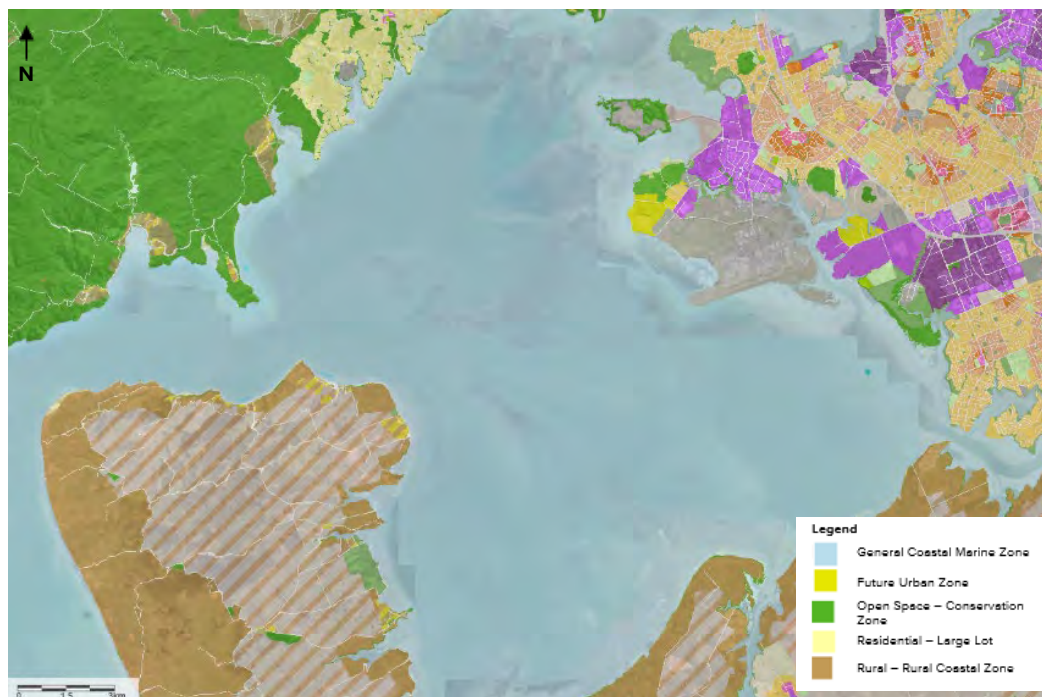 N
Legend
General Coastal Marine Zone
Future Urban Zone
Open Space – Conservation
Zone
Residential – Large Lot
Rural – Rural Coastal Zone
0 1.5 3km